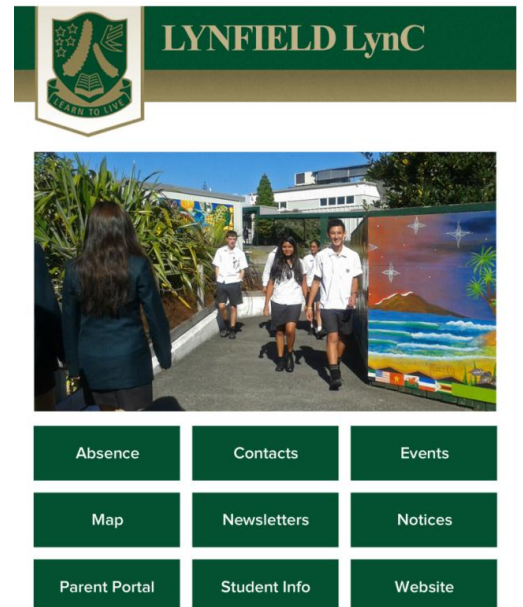 LYNFIELD LynC
LEARN TO LIVE
Absence
Contacts
Events
Map
Newsletters
Notices
Parent Portal
Student Info
Website